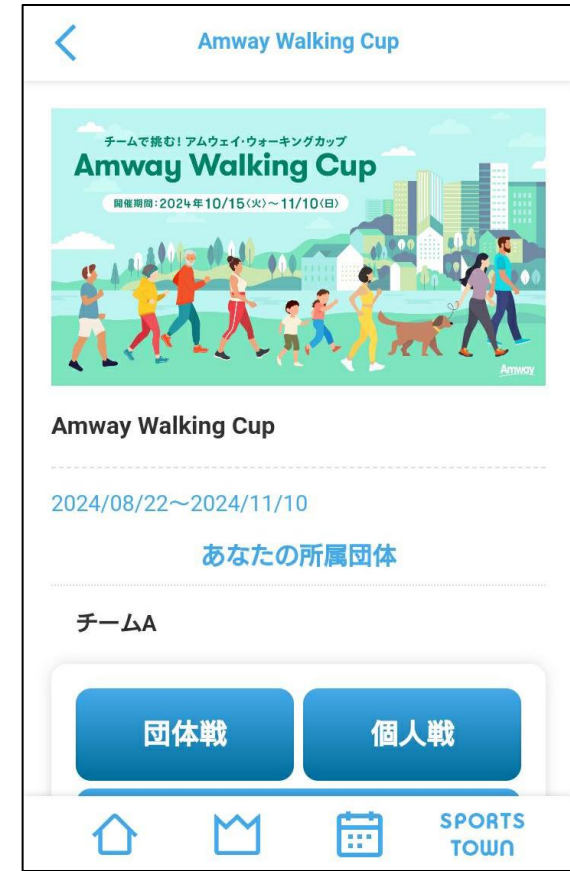 Amway Walking Cup
チームで挑む！アムウェイ・ウォーキングカップ
Amway Walking Cup
開催期間：2024年10/15（火）～11/10（日）
Amway
Amway Walking Cup
2024/08/22～2024/11/10
あなたの所属団体
チームA
団体戦
個人戦
SPORTS
TOWN